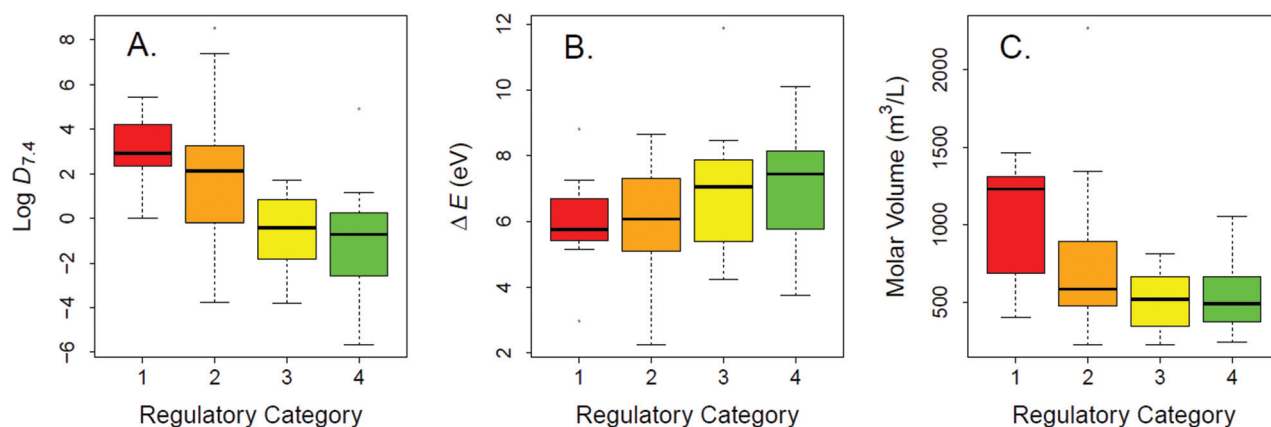 A.
Log D7.4
8
6
4
2
0
−2
−4
−6
1 2 3 4
Regulatory Category
B.
Δ E (eV)
12
10
8
6
4
2
1 2 3 4
Regulatory Category
C.
Molar Volume (m³/L)
2000
1500
1000
500
1 2 3 4
Regulatory Category